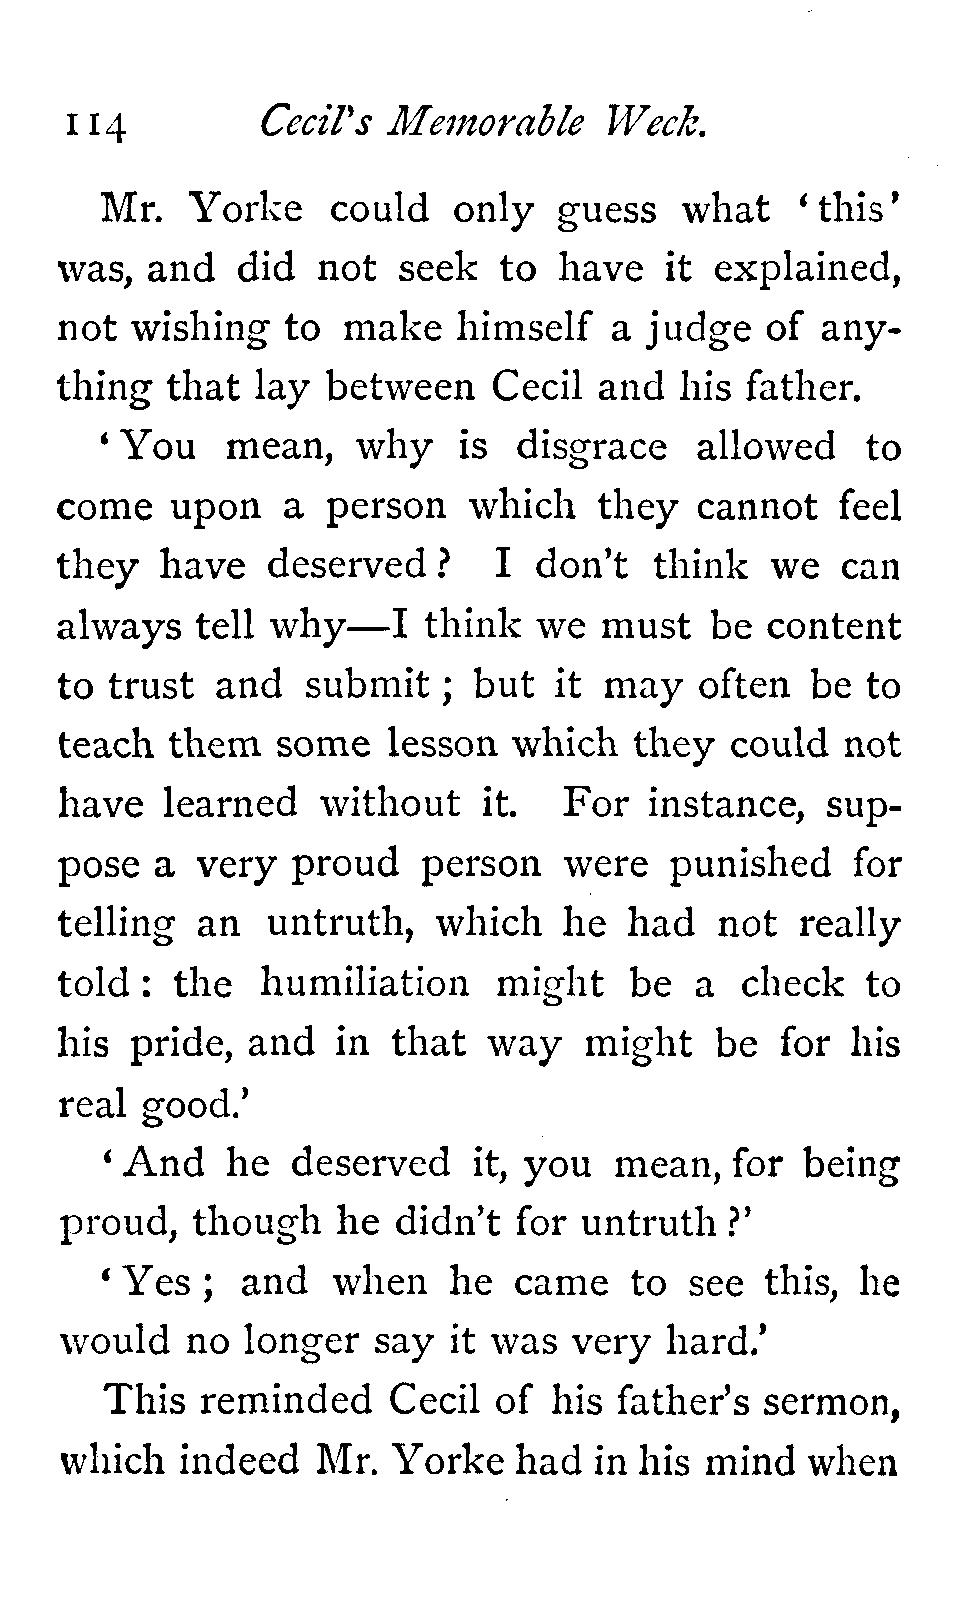 114 Cecil's Memorable Week.
Mr. Yorke could only guess what ‘this’
was, and did not seek to have it explained,
not wishing to make himself a judge of any-
thing that lay between Cecil and his father.
‘You mean, why is disgrace allowed to
come upon a person which they cannot feel
they have deserved? I don't think we can
always tell why—I think we must be content
to trust and submit; but it may often be to
teach them some lesson which they could not
have learned without it. For instance, sup-
pose a very proud person were punished for
telling an untruth, which he had not really
told: the humiliation might be a check to
his pride, and in that way might be for his
real good.’
‘And he deserved it, you mean, for being
proud, though he didn't for untruth?’
‘Yes; and when he came to see this, he
would no longer say it was very hard.’
This reminded Cecil of his father's sermon,
which indeed Mr. Yorke had in his mind when